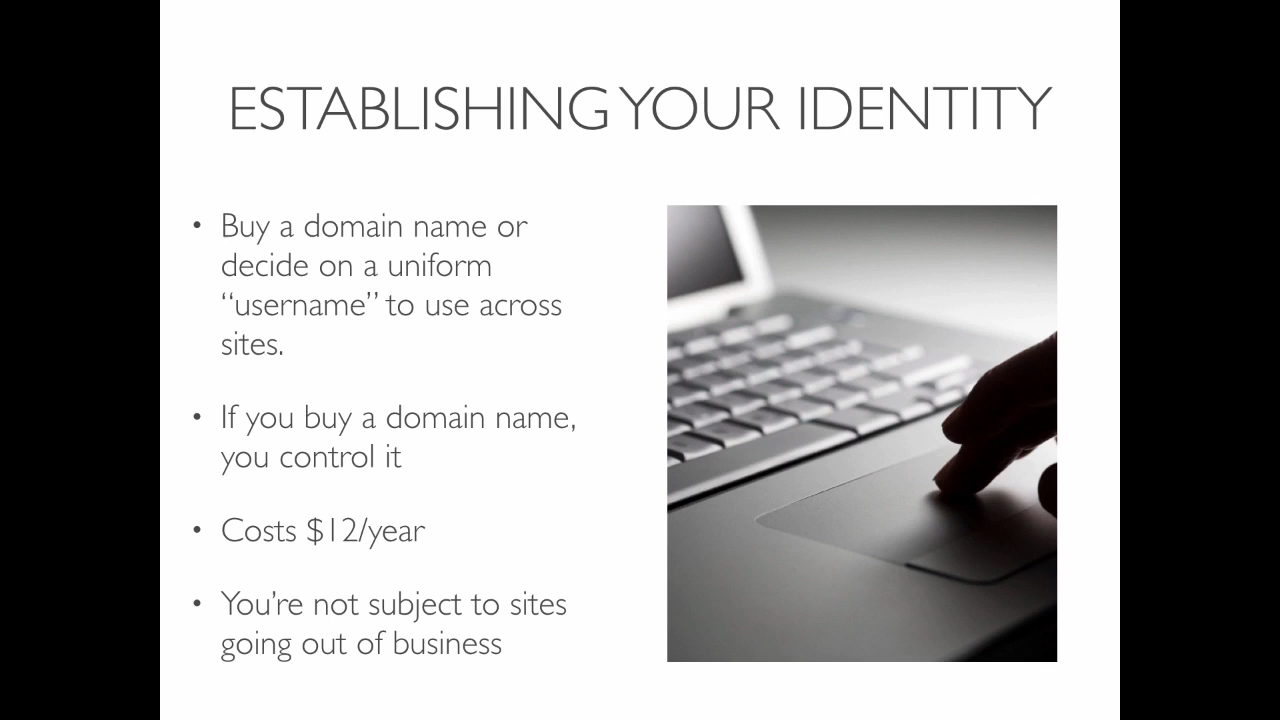 ESTABLISHING YOUR IDENTITY
• Buy a domain name or
decide on a uniform
“username” to use across
sites.
• If you buy a domain name,
you control it
• Costs $12/year
• You’re not subject to sites
going out of business